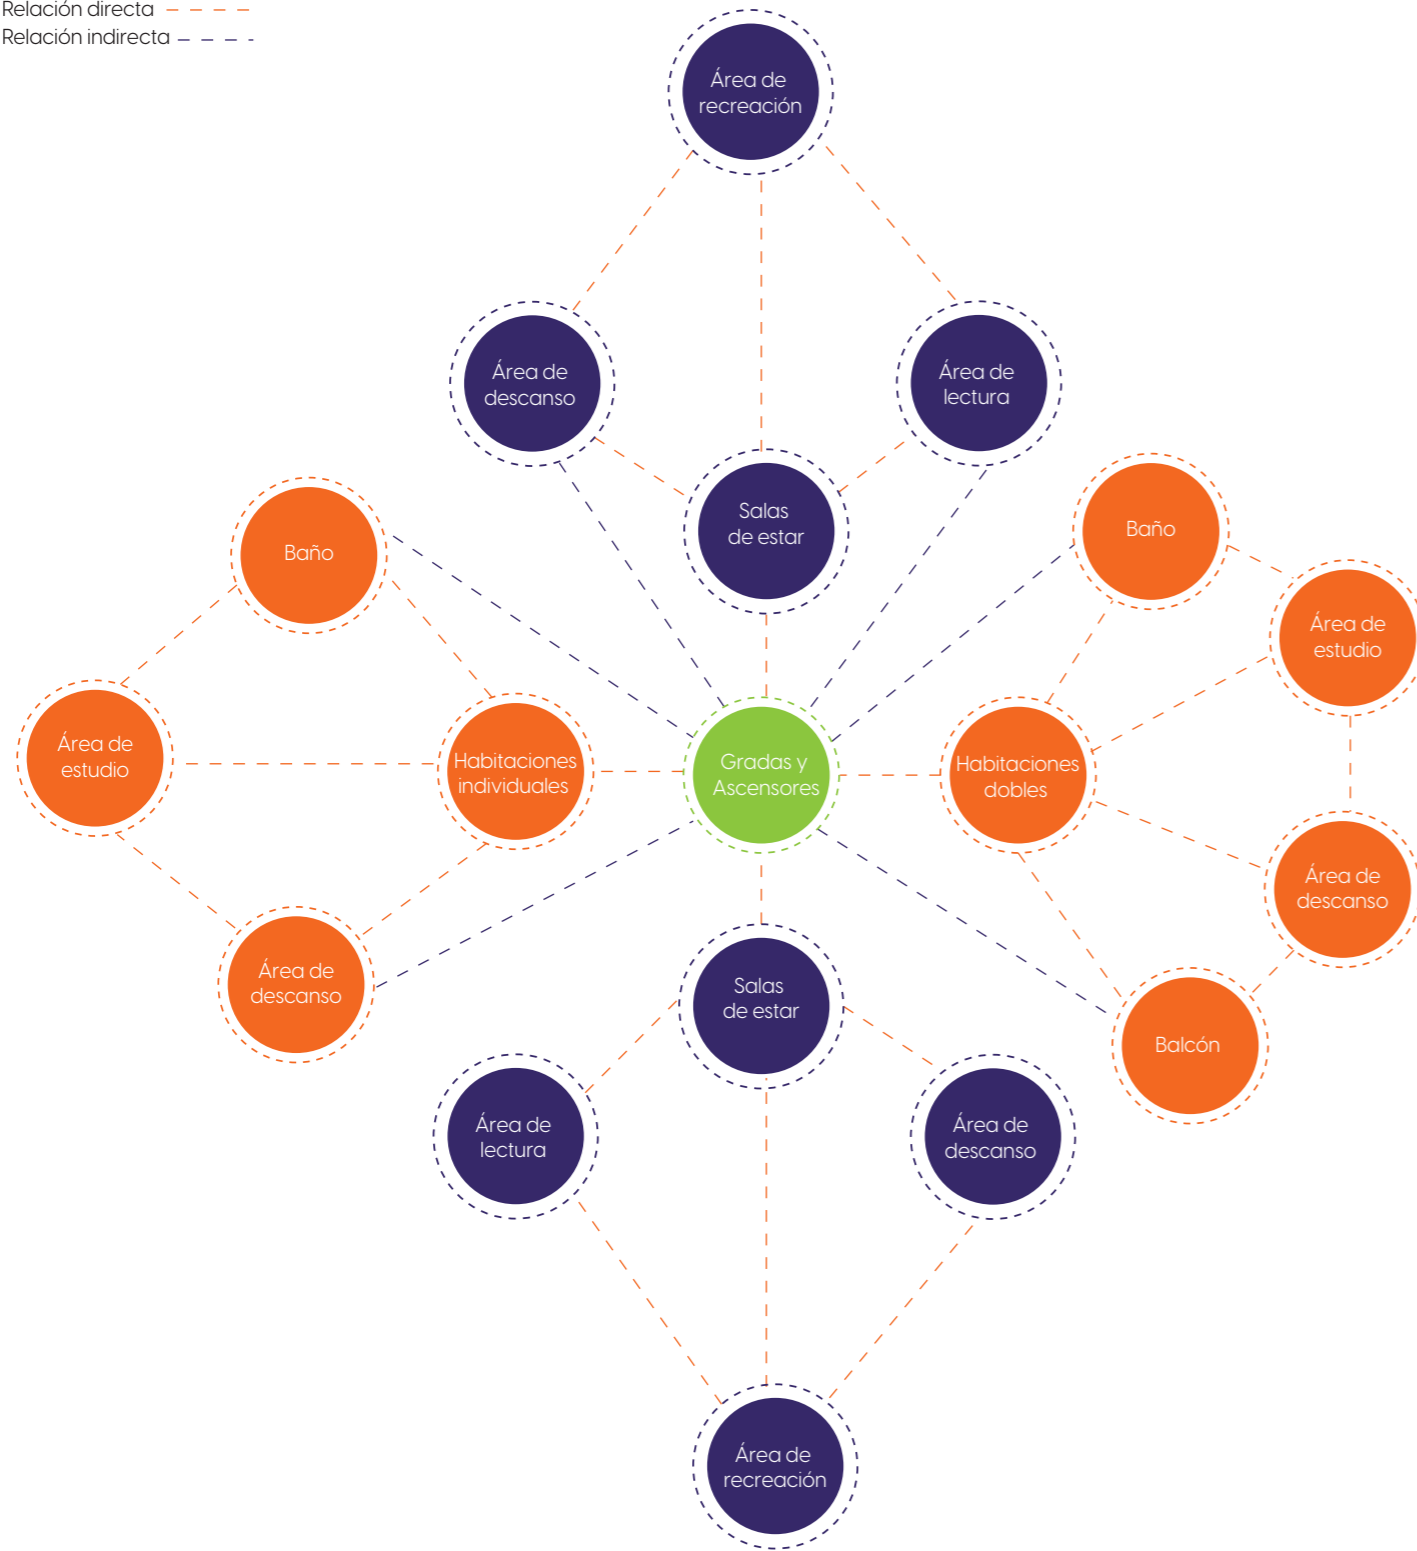 Relación directa
Relación indirecta
Área de
recreación
Área de
descanso
Área de
lectura
Salas
de estar
Baño
Baño
Área de
estudio
Área de
estudio
Habitaciones
individuales
Gradas y
Ascensores
Habitaciones
dobles
Área de
descanso
Área de
descanso
Salas
de estar
Balcón
Área de
lectura
Área de
descanso
Área de
recreación